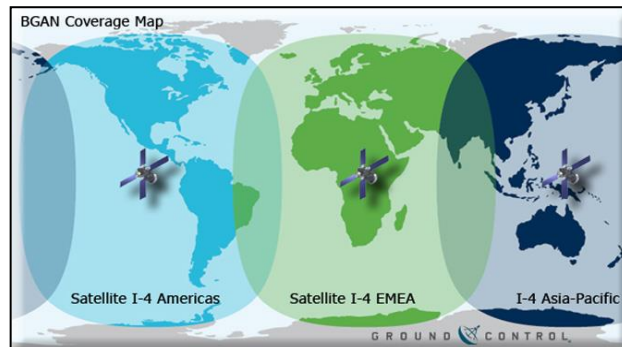 BGAN Coverage Map
Satellite I-4 Americas
Satellite I-4 EMEA
I-4 Asia-Pacific
GROUND CONTROL